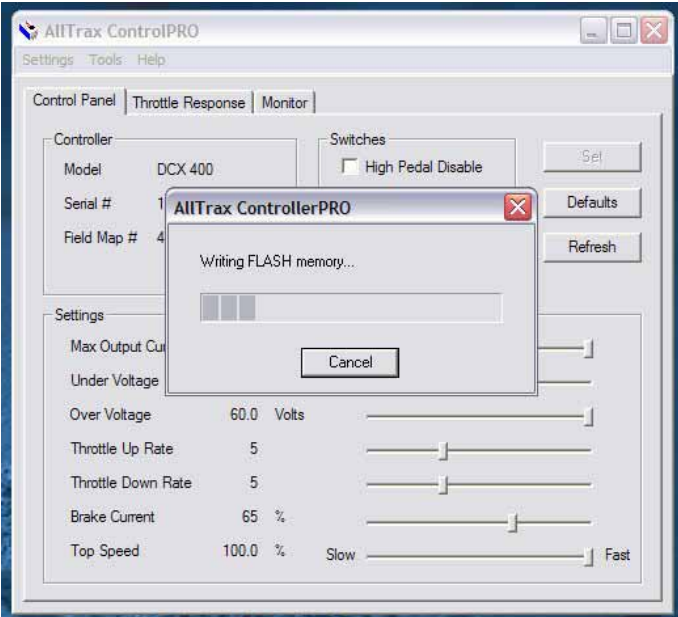 AllTrax ControlPRO
Settings Tools Help
Control Panel Throttle Response Monitor
Controller
Model DCX 400
Serial # 1
Field Map # 4
Switches
High Pedal Disable
Set
Defaults
Refresh
AllTrax ControllerPRO
Writing FLASH memory...
Cancel
Settings
Max Output Cur
Under Voltage
Over Voltage 60.0 Volts
Throttle Up Rate 5
Throttle Down Rate 5
Brake Current 65 %
Top Speed 100.0 % Slow Fast